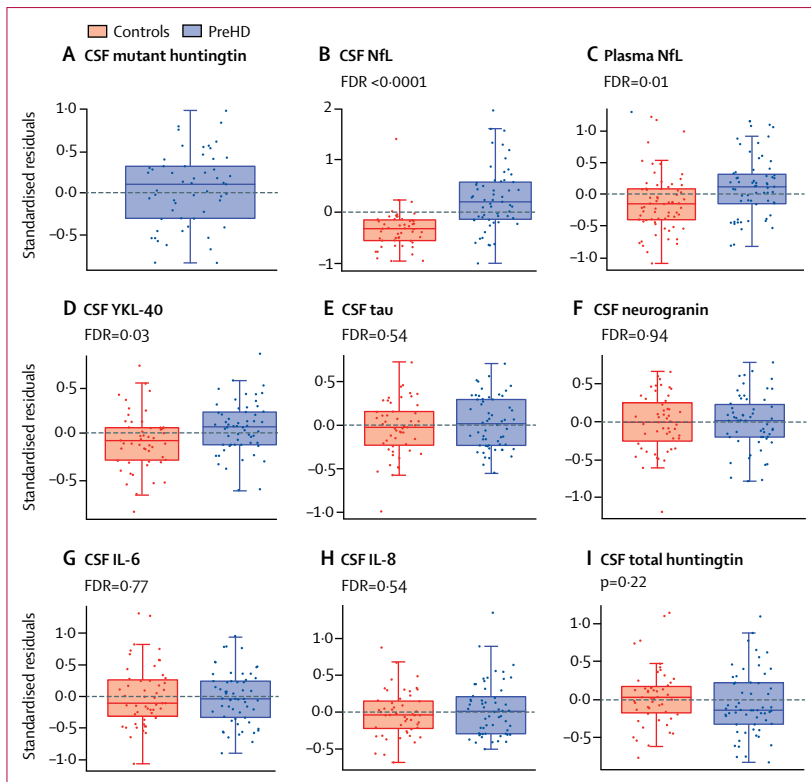 Controls PreHD
A CSF mutant huntingtin
Standardised residuals
1·0
0·5
0·0
−0·5
B CSF NfL
FDR <0·0001
2
1
0
−1
C Plasma NfL
FDR=0·01
1·0
0·5
0·0
−0·5
−1·0
D CSF YKL-40
FDR=0·03
Standardised residuals
0·5
0·0
−0·5
E CSF tau
FDR=0·54
0·5
0·0
−0·5
−1·0
F CSF neurogranin
FDR=0·94
0·5
0·0
−0·5
−1·0
G CSF IL-6
FDR=0·77
Standardised residuals
1·0
0·5
0·0
−0·5
−1·0
H CSF IL-8
FDR=0·54
1·0
0·5
0·0
−0·5
I CSF total huntingtin
p=0·22
1·0
0·5
0·0
−0·5